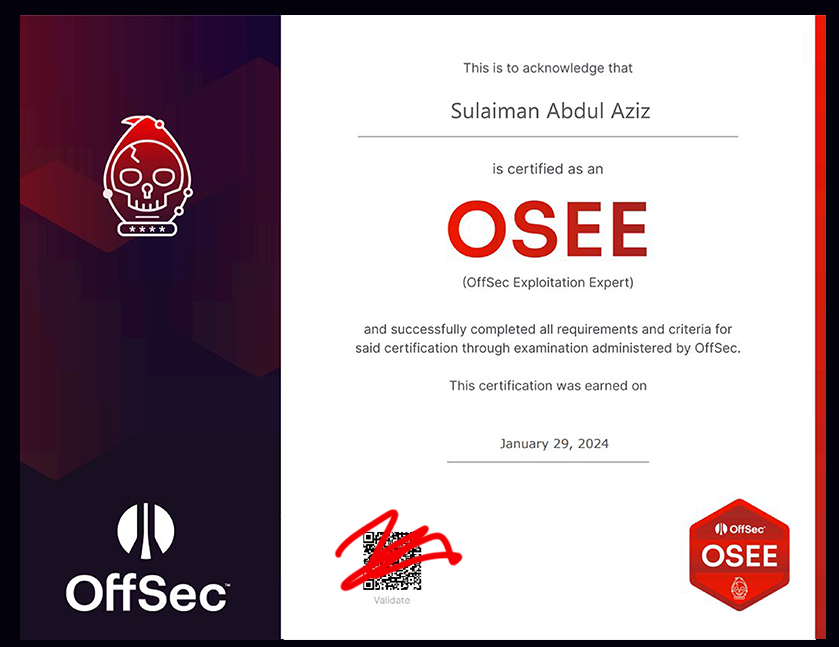 This is to acknowledge that
Sulaiman Abdul Aziz
is certified as an
OSEE
(OffSec Exploitation Expert)
and successfully completed all requirements and criteria for
said certification through examination administered by OffSec.
This certification was earned on
January 29, 2024
****
OffSec™
Validate
OffSec
OSEE